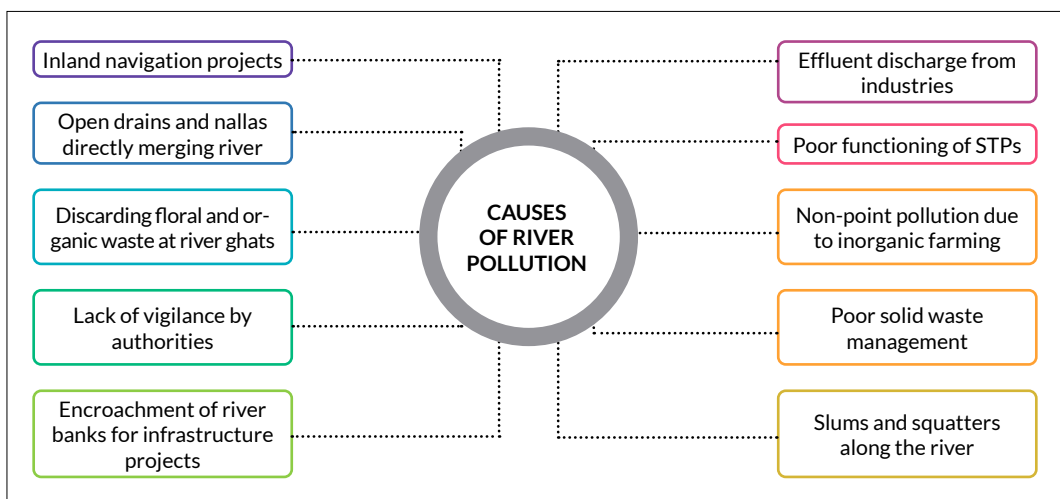 Inland navigation projects
Open drains and nallas
directly merging river
Discarding floral and or-
ganic waste at river ghats
Lack of vigilance by
authorities
Encroachment of river
banks for infrastructure
projects
CAUSES
OF RIVER
POLLUTION
Effluent discharge from
industries
Poor functioning of STPs
Non-point pollution due
to inorganic farming
Poor solid waste
management
Slums and squatters
along the river